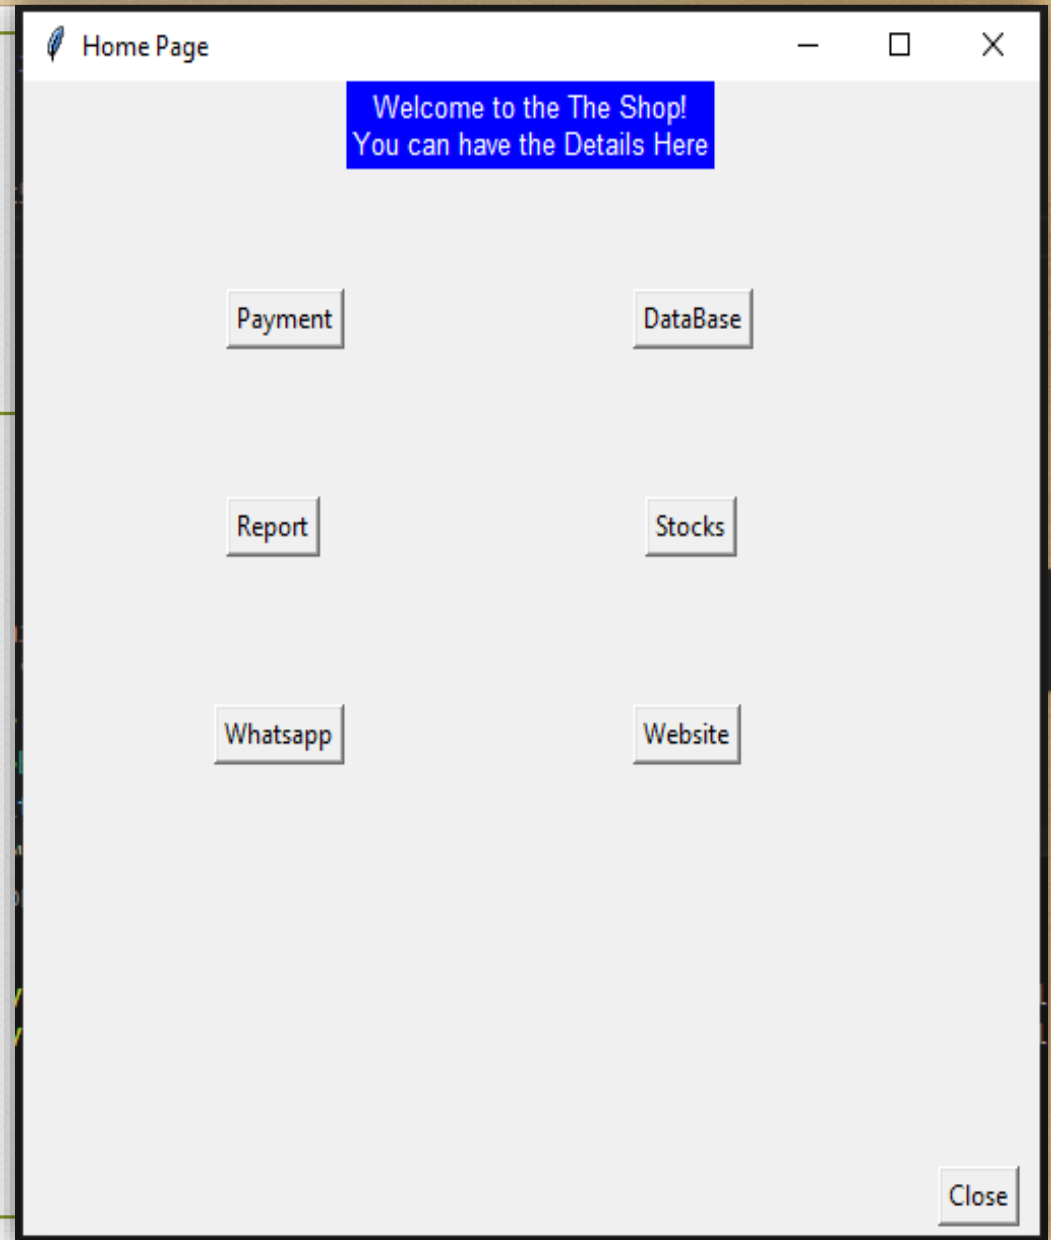 Home Page
Welcome to the The Shop!
You can have the Details Here
Payment
DataBase
Report
Stocks
Whatsapp
Website
Close